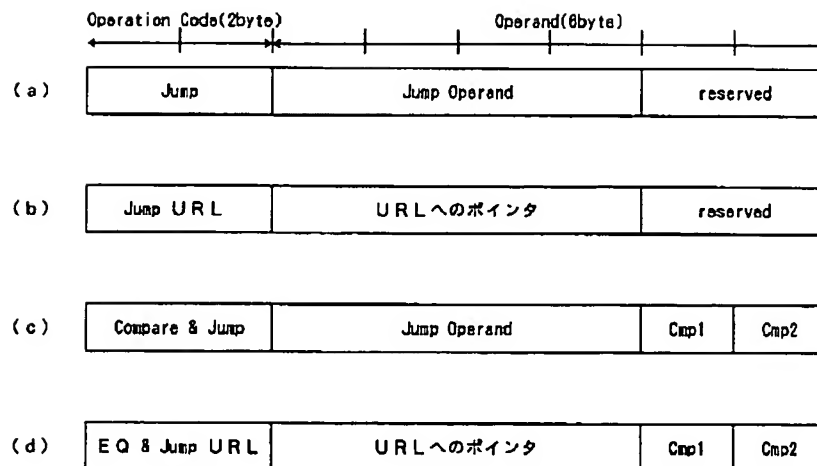 Operation Code(2byte) Operand(6byte)
(a) Jump Jump Operand reserved
(b) Jump URL URLへのポインタ reserved
(c) Compare & Jump Jump Operand Cmp1 Cmp2
(d) EQ & Jump URL URLへのポインタ Cmp1 Cmp2